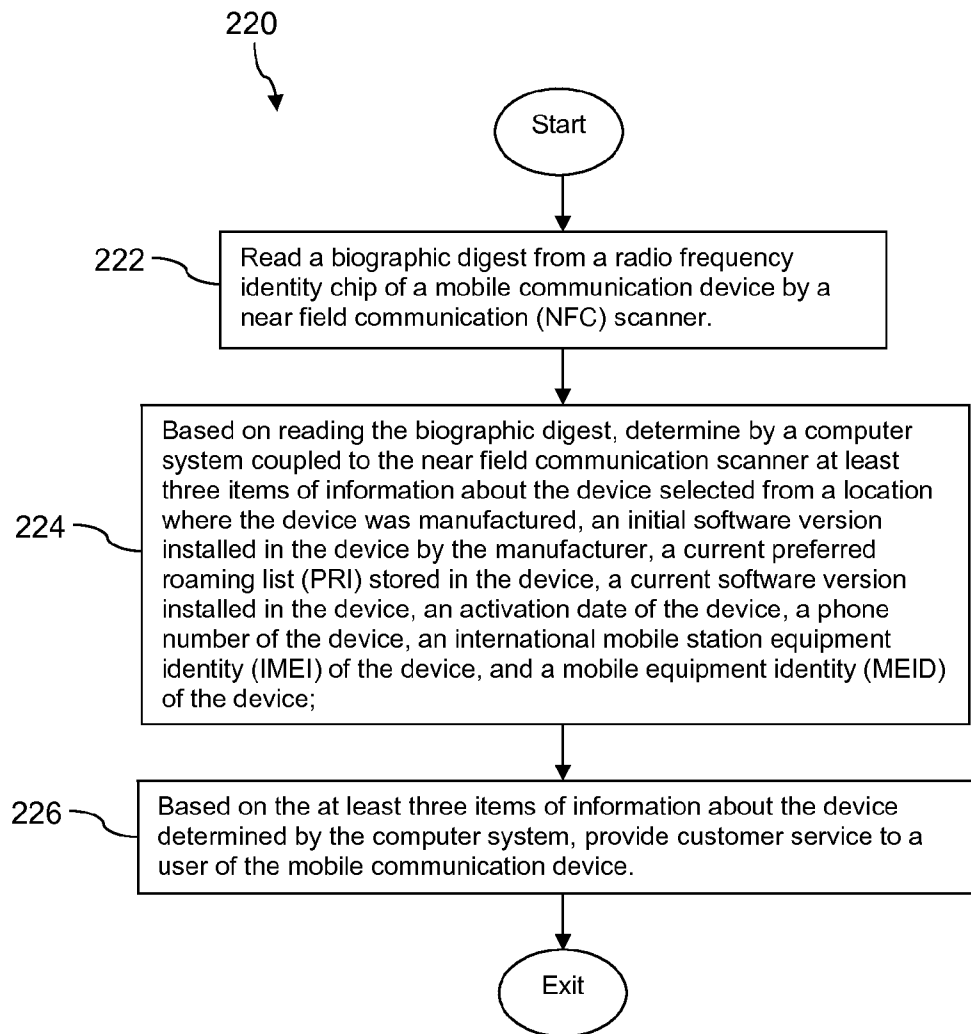 220
Start
222
Read a biographic digest from a radio frequency
identity chip of a mobile communication device by a
near field communication (NFC) scanner.
224
Based on reading the biographic digest, determine by a computer
system coupled to the near field communication scanner at least
three items of information about the device selected from a location
where the device was manufactured, an initial software version
installed in the device by the manufacturer, a current preferred
roaming list (PRI) stored in the device, a current software version
installed in the device, an activation date of the device, a phone
number of the device, an international mobile station equipment
identity (IMEI) of the device, and a mobile equipment identity (MEID)
of the device;
226
Based on the at least three items of information about the device
determined by the computer system, provide customer service to a
user of the mobile communication device.
Exit